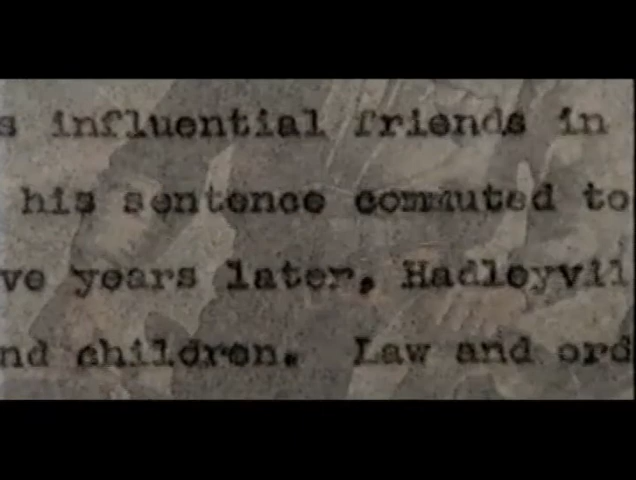 s influential friends in
his sentence commuted to
ve years later, Hadleyvil
nd children. Law and ord